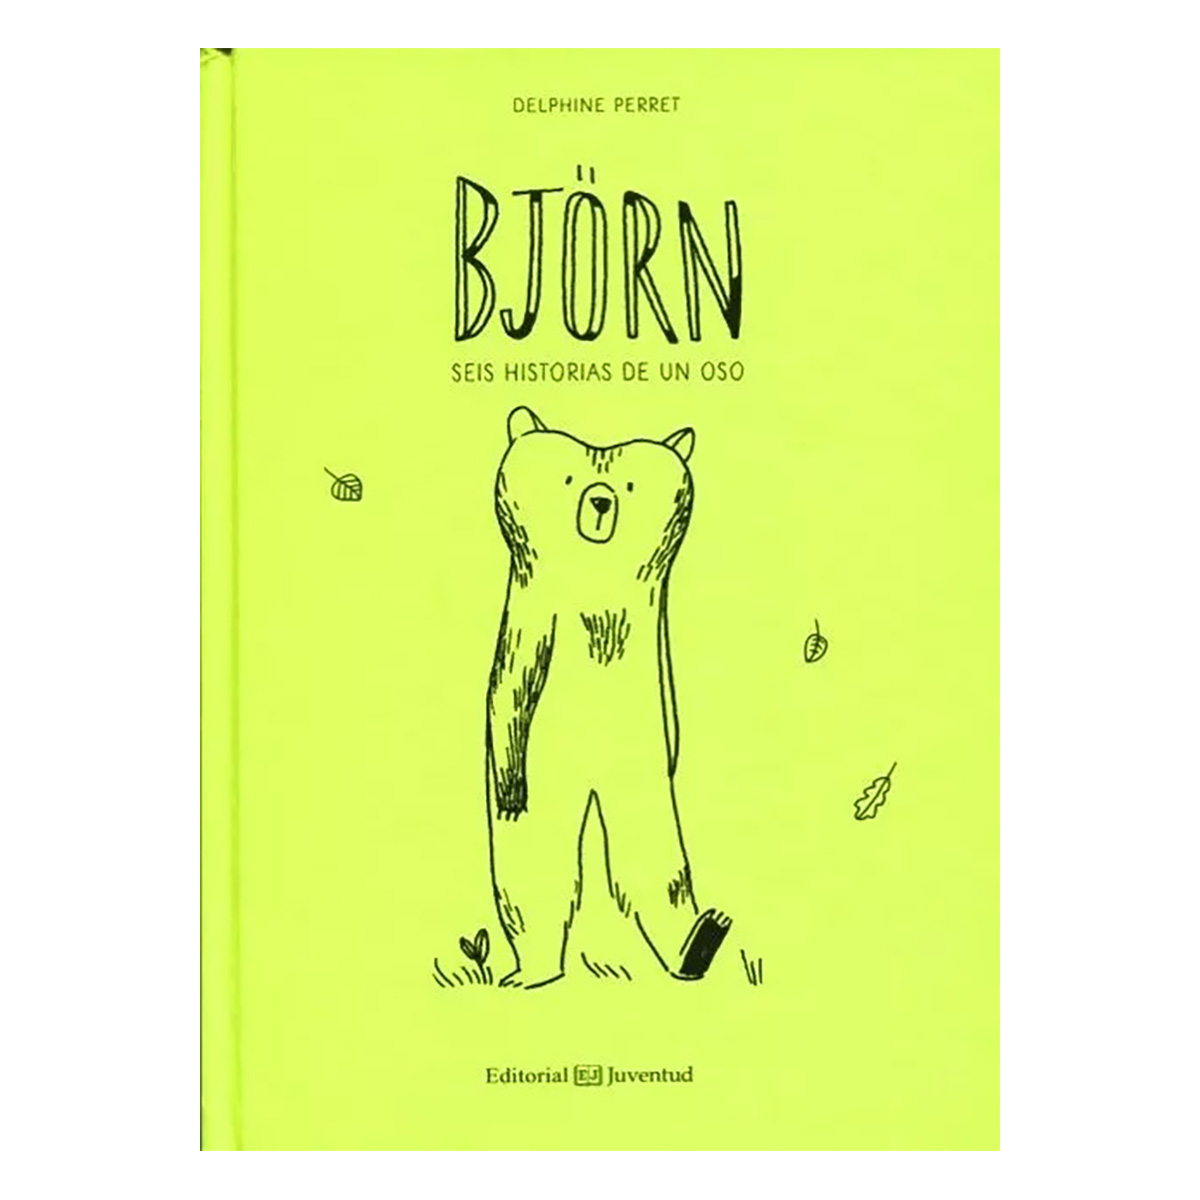 DELPHINE PERRET
BJÖRN
SEIS HISTORIAS DE UN OSO
Editorial EJ Juventud